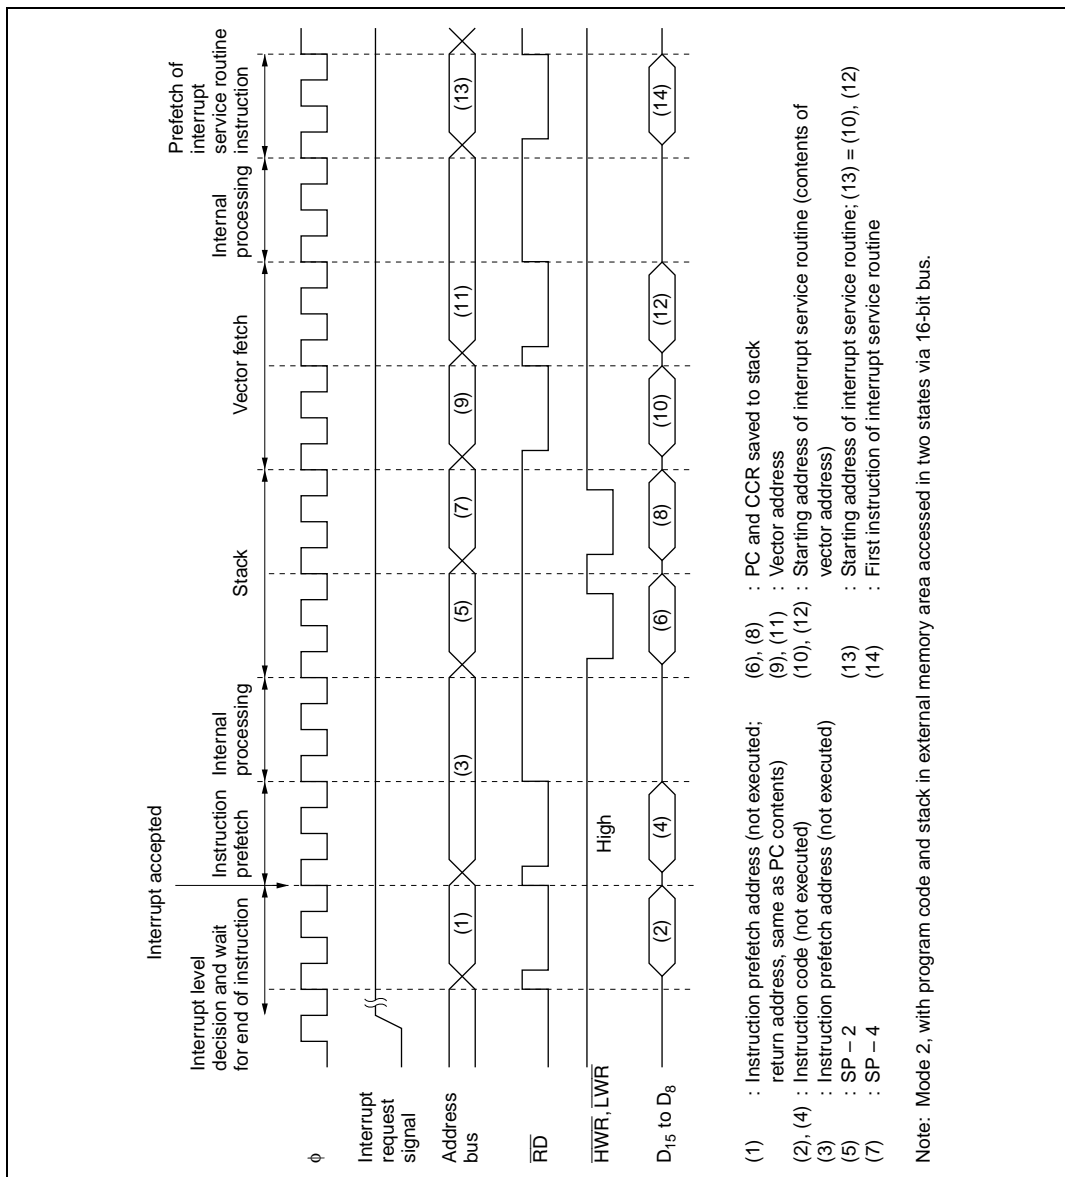 Interrupt accepted
Interrupt level
decision and wait
for end of instruction
Instruction
prefetch
Internal
processing
Stack
Vector fetch
Internal
processing
Prefetch of
interrupt
service routine
instruction
φ
Interrupt
request
signal
Address
bus
(1)
(3)
(5)
(7)
(9)
(11)
(13)
RD
HWR, LWR
High
D15 to D8
(2)
(4)
(6)
(8)
(10)
(12)
(14)
(1) : Instruction prefetch address (not executed;
return address, same as PC contents)
(2), (4) : Instruction code (not executed)
(3) : Instruction prefetch address (not executed)
(5) : SP – 2
(7) : SP – 4
(6), (8) : PC and CCR saved to stack
(9), (11) : Vector address
(10), (12) : Starting address of interrupt service routine (contents of
vector address)
(13) : Starting address of interrupt service routine; (13) = (10), (12)
(14) : First instruction of interrupt service routine
Note: Mode 2, with program code and stack in external memory area accessed in two states via 16-bit bus.